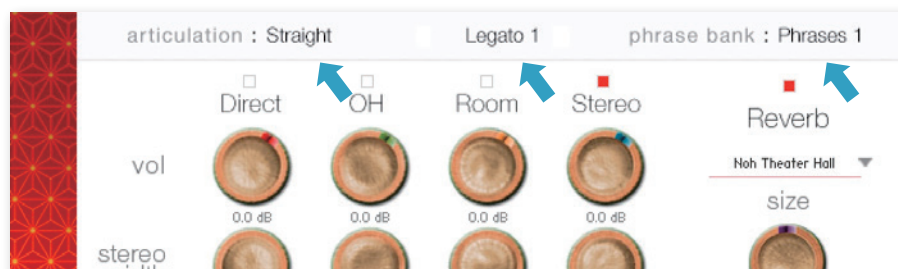 articulation : Straight Legato 1 phrase bank : Phrases 1
Direct OH Room Stereo Reverb
vol Noh Theater Hall
0.0 dB 0.0 dB 0.0 dB 0.0 dB size
stereo